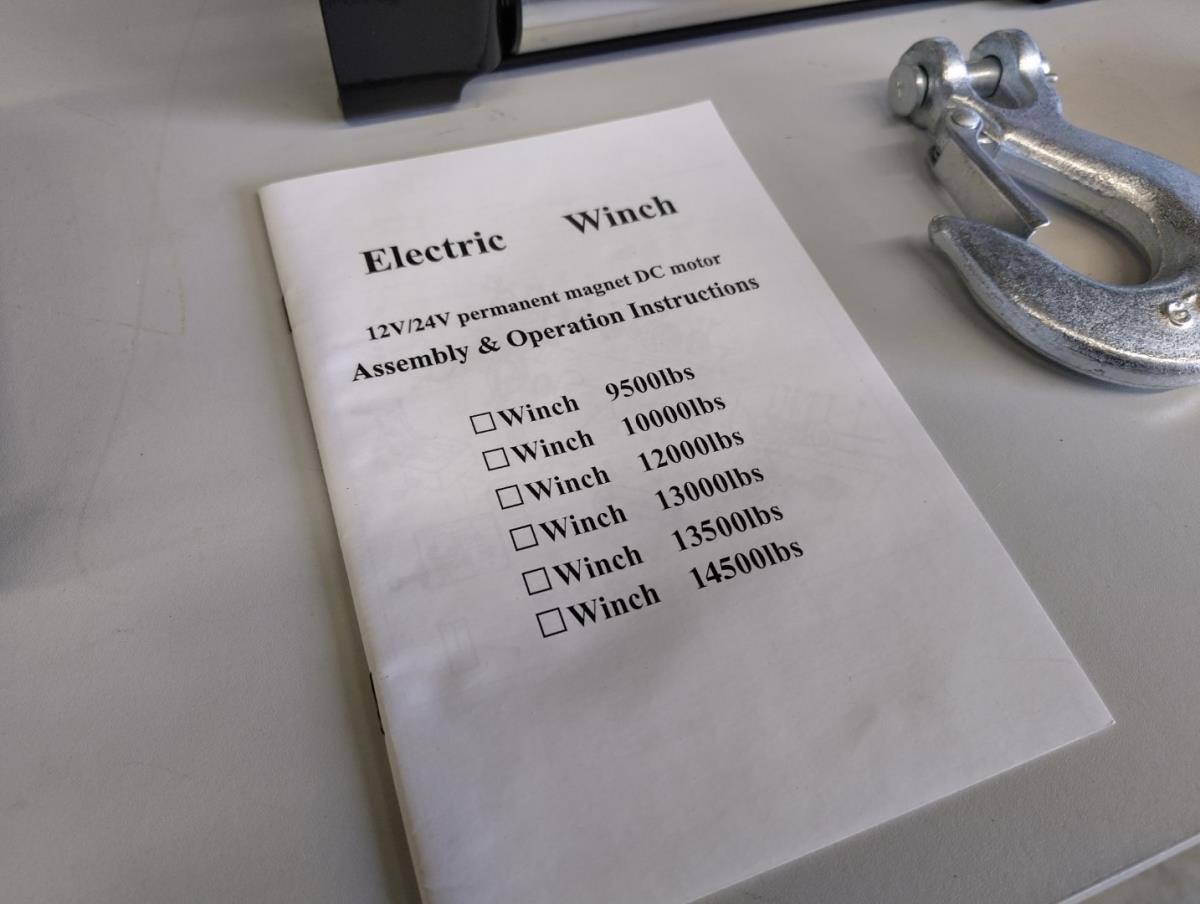 Electric Winch
12V/24V permanent magnet DC motor
Assembly & Operation Instructions
□Winch 9500lbs
□Winch 10000lbs
□Winch 12000lbs
□Winch 13000lbs
□Winch 13500lbs
□Winch 14500lbs